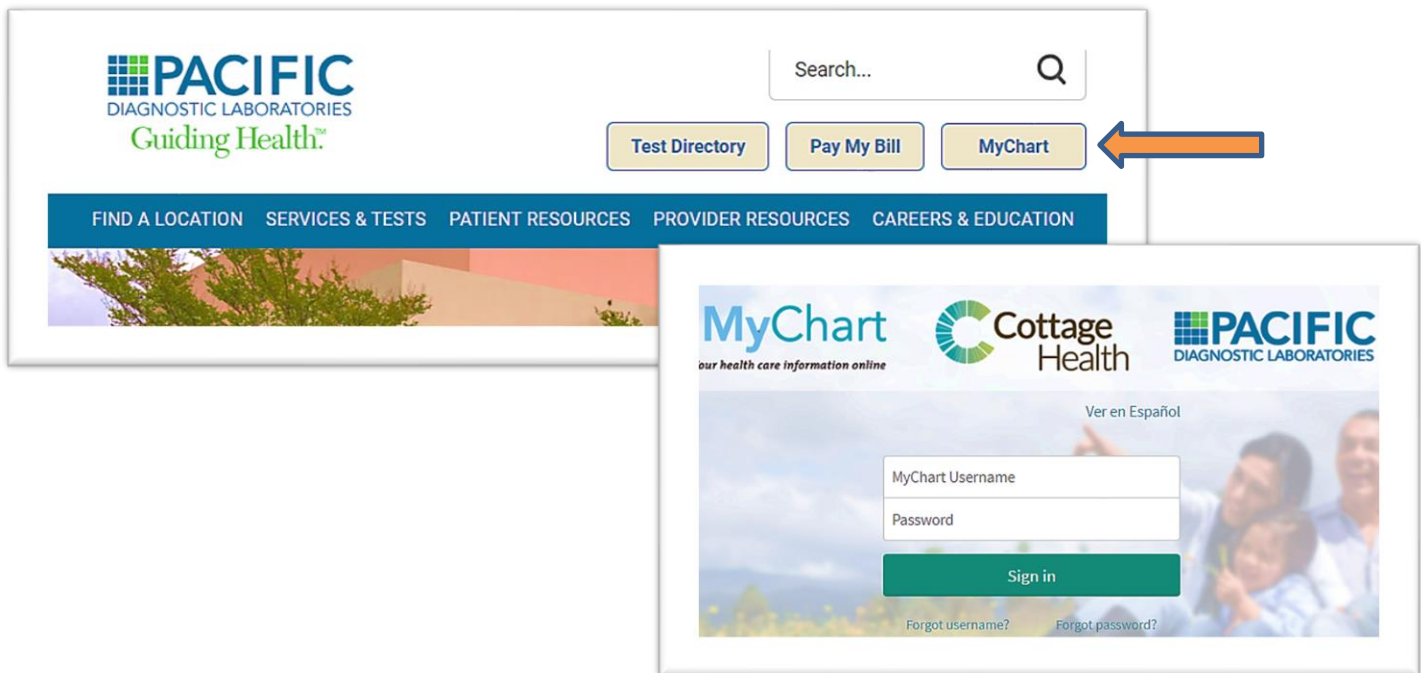 PACIFIC
DIAGNOSTIC LABORATORIES
Guiding Health.™
Search...
Test Directory Pay My Bill MyChart
FIND A LOCATION SERVICES & TESTS PATIENT RESOURCES PROVIDER RESOURCES CAREERS & EDUCATION
MyChart
our health care information online
Cottage
Health
PACIFIC
DIAGNOSTIC LABORATORIES
Ver en Español
MyChart Username
Password
Sign in
Forgot username? Forgot password?